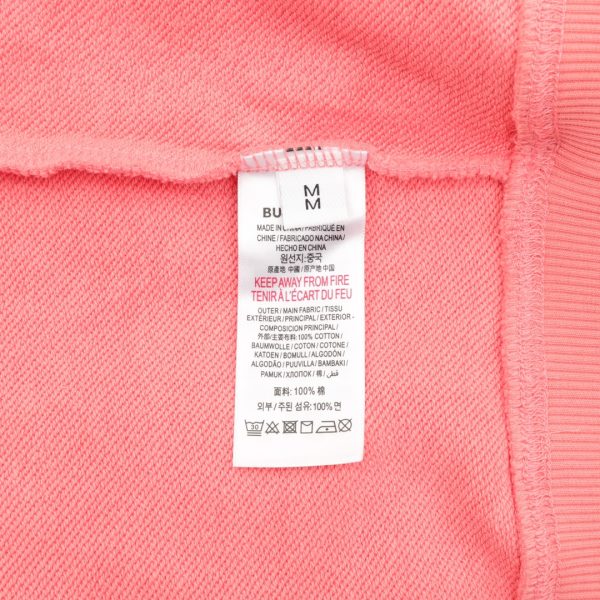 M
M
BU
MADE IN CHINA / FABRIQUÉ EN
CHINE / FABRICADO NA CHINA /
HECHO EN CHINA
원산지:중국
原產地 中國 / 原产地 中国
KEEP AWAY FROM FIRE
TENIR À L'ÉCART DU FEU
OUTER / MAIN FABRIC / TISSU
EXTÉRIEUR / PRINCIPAL / EXTERIOR -
COMPOSICION PRINCIPAL /
外部/主要布料: 100% COTTON /
BAUMWOLLE / COTON / COTONE /
KATOEN / BOMULL / ALGODÓN /
ALGODÃO / PUUVILLA / BAMBAKI /
PAMUK / ХЛОПОК / 棉 / قطن
面料: 100% 棉
외부 / 주된 섬유: 100% 면
30